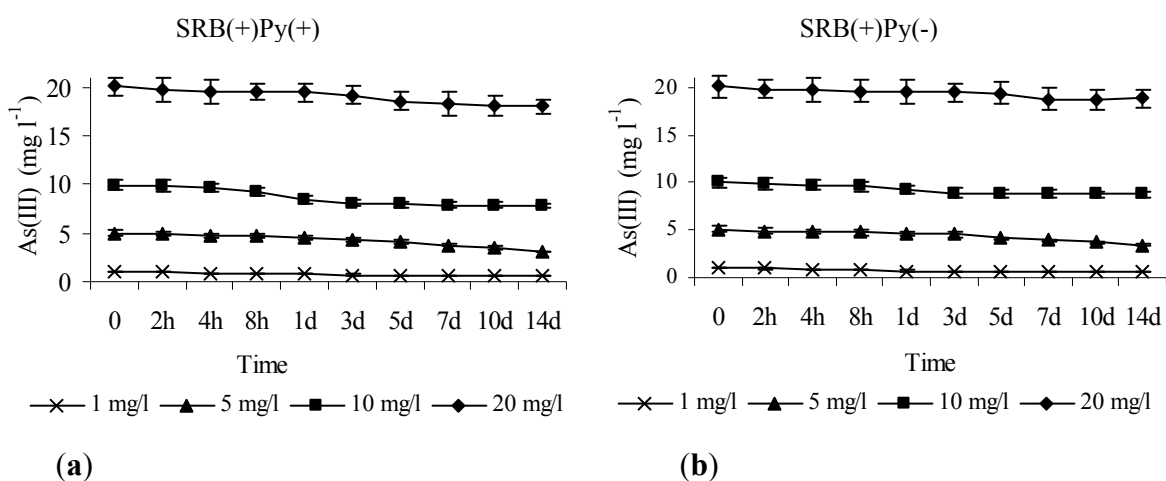 SRB(+)Py(+)
As(III) (mg l-1)
20
15
10
5
0
0 2h 4h 8h 1d 3d 5d 7d 10d 14d
Time
1 mg/l 5 mg/l 10 mg/l 20 mg/l
(a)
SRB(+)Py(-)
As(III) (mg l-1)
20
15
10
5
0
0 2h 4h 8h 1d 3d 5d 7d 10d 14d
Time
1 mg/l 5 mg/l 10 mg/l 20 mg/l
(b)